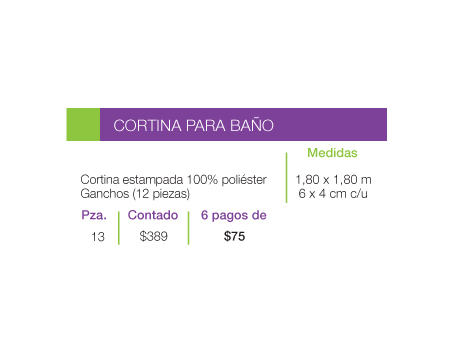 CORTINA PARA BAÑO
Medidas
Cortina estampada 100% poliéster 1,80 x 1,80 m
Ganchos (12 piezas) 6 x 4 cm c/u
Pza. Contado 6 pagos de
13 $389 $75